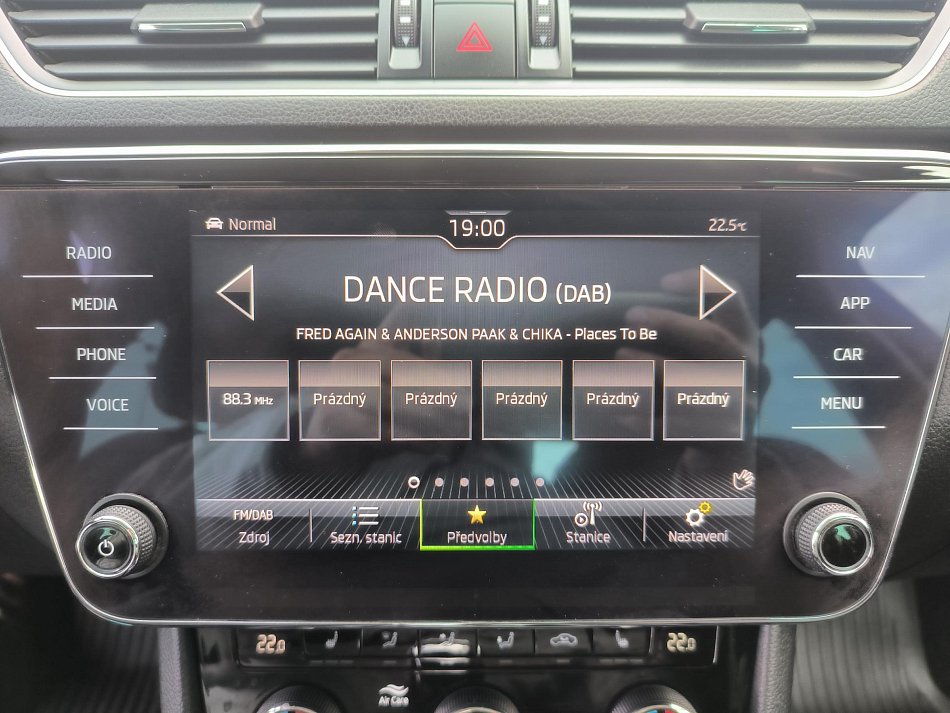 Normal
19:00
22.5°C
RADIO
MEDIA
PHONE
VOICE
NAV
APP
CAR
MENU
DANCE RADIO (DAB)
FRED AGAIN & ANDERSON PAAK & CHIKA - Places To Be
88.3 MHz
Prázdný
Prázdný
Prázdný
Prázdný
Prázdný
FM/DAB
Zdroj
Sezn. stanic
Předvolby
Stanice
Nastavení
22.0
22.0
Air Care